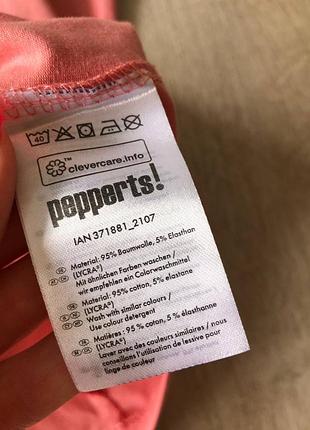 40
clevercare.info
pepperts!
IAN 371881_2107
Material: 95% Baumwolle, 5% Elasthan
(LYCRA®)
Mit ähnlichen Farben waschen/
wir empfehlen ein Colorwaschmittel
Material: 95% cotton, 5% elastane
(LYCRA®)
Wash with similar colours /
Use colour detergent
Matières : 95 % coton, 5 % élasthanne
(LYCRA®)
Laver avec des couleurs similaires / nous
conseillons l'utilisation de lessive pour
linge couleur